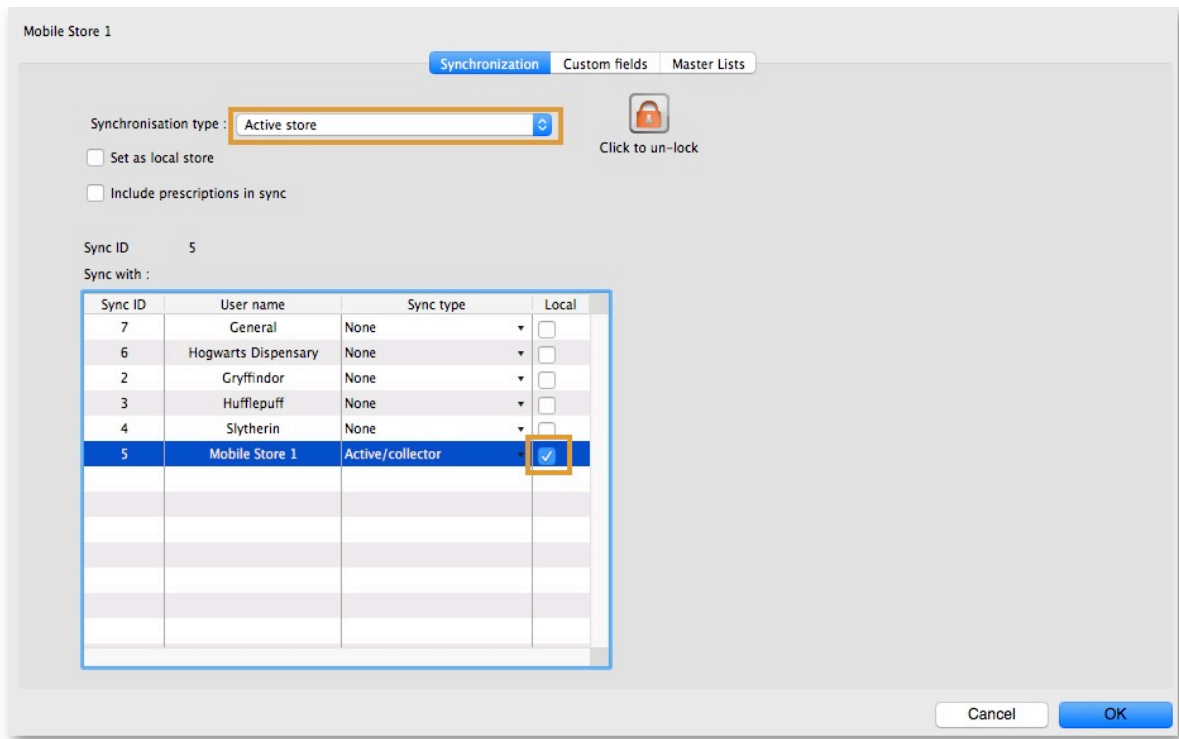 Mobile Store 1
Synchronization Custom fields Master Lists
Synchronisation type : Active store
Click to un-lock
Set as local store
Include prescriptions in sync
Sync ID 5
Sync with :
Sync ID User name Sync type Local
7 General None
6 Hogwarts Dispensary None
2 Gryffindor None
3 Hufflepuff None
4 Slytherin None
5 Mobile Store 1 Active/collector
Cancel OK